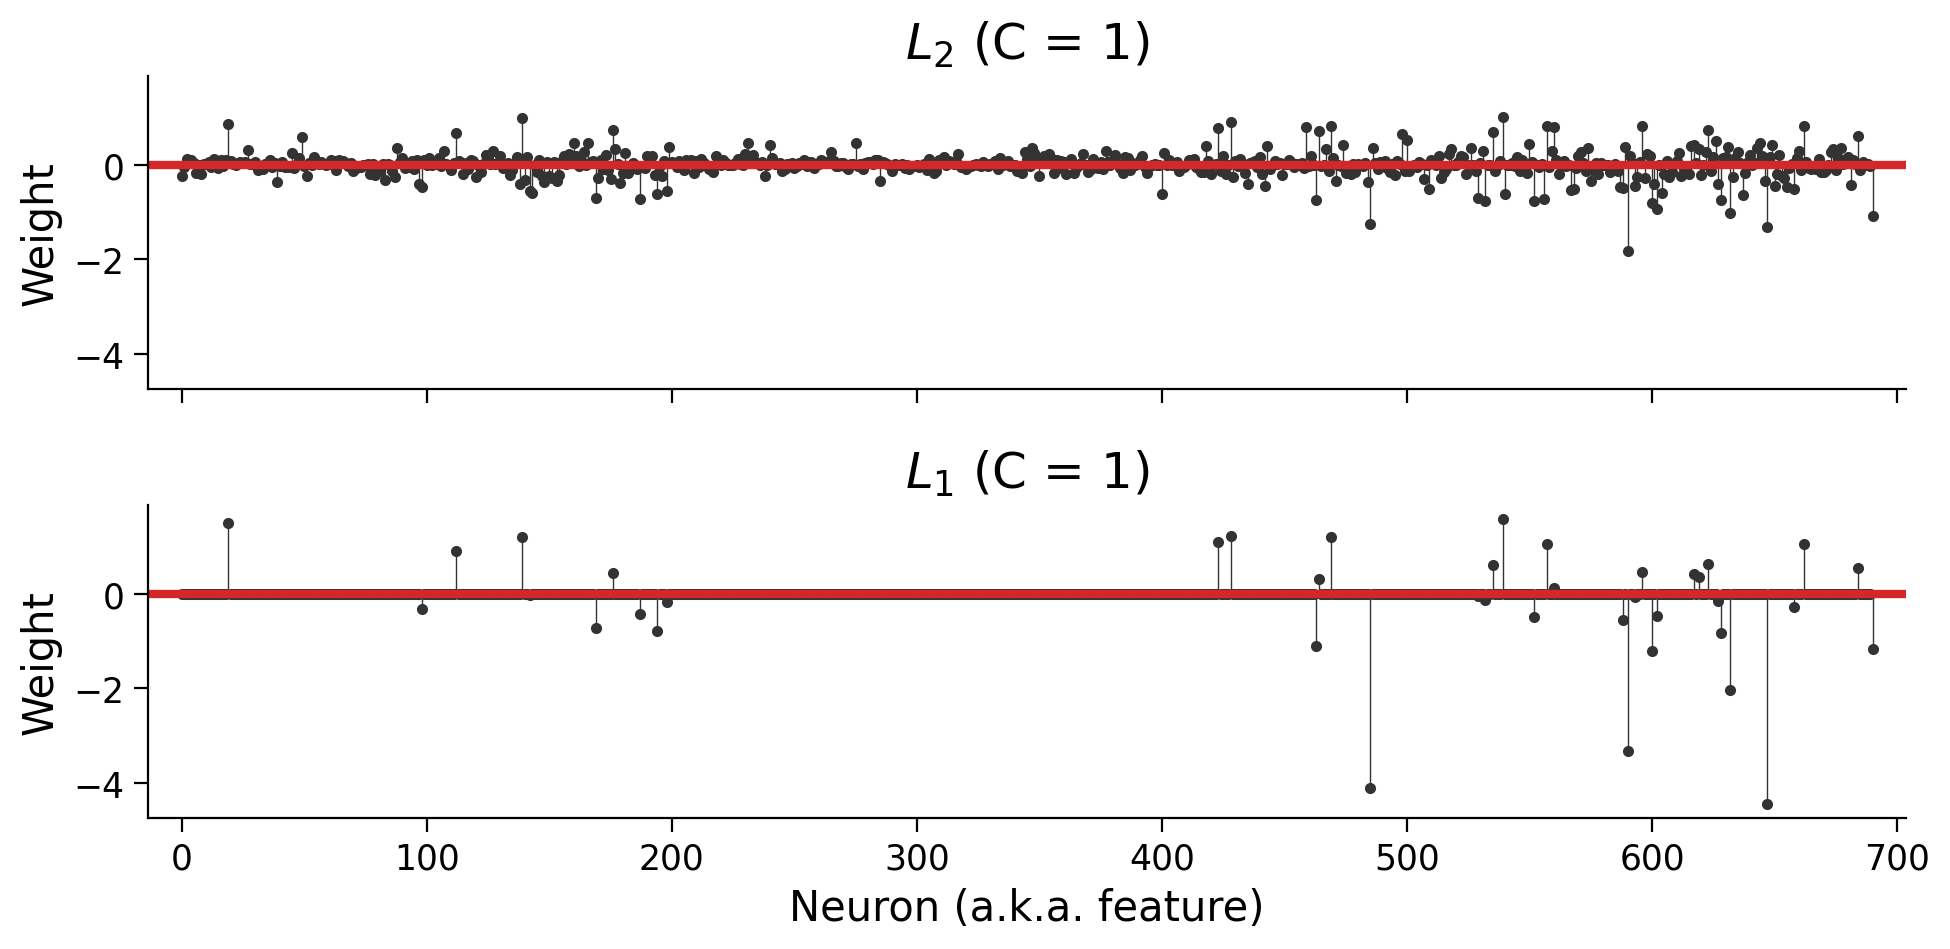 L₂ (C = 1)
Weight
0
−2
−4
L₁ (C = 1)
Weight
0
−2
−4
0 100 200 300 400 500 600 700
Neuron (a.k.a. feature)